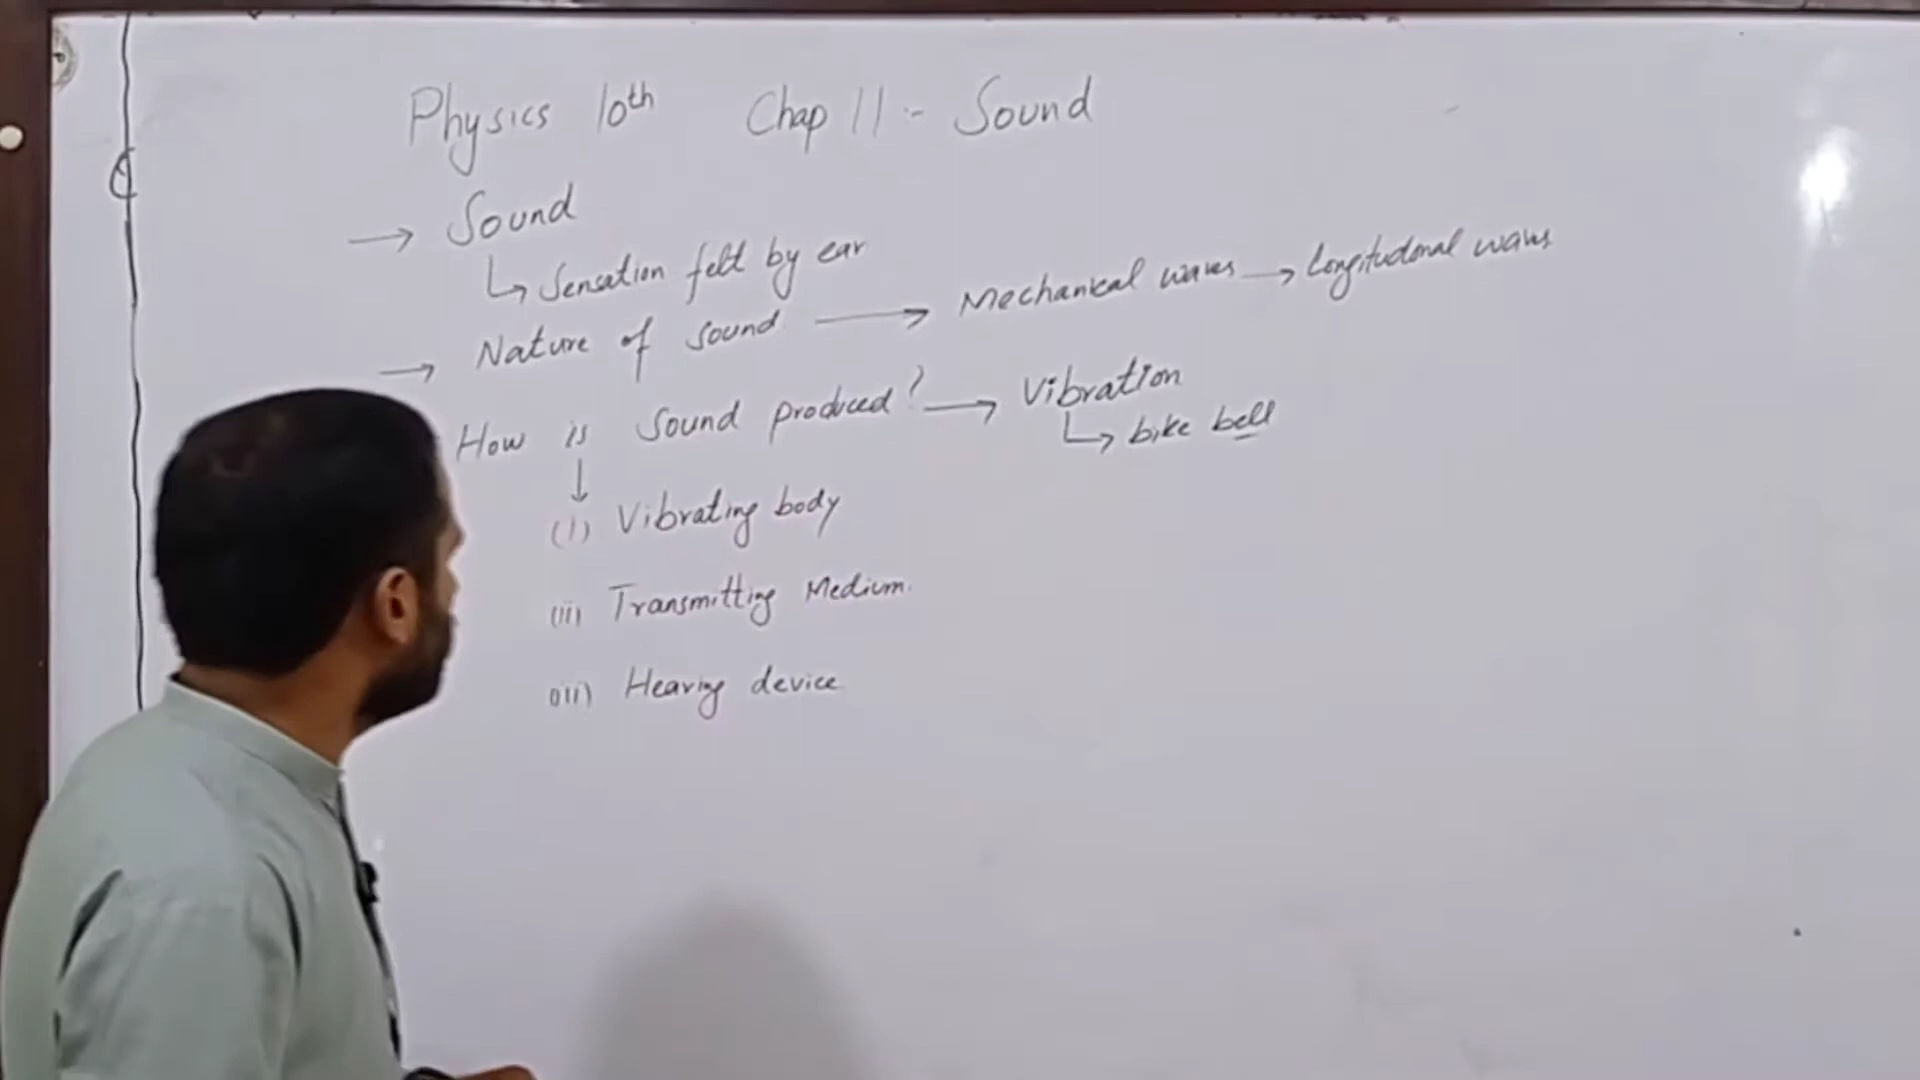 Physics 10th Chap 11:- Sound
→ Sound
↳ Sensation felt by ear
→ Nature of sound → Mechanical waves → Longitudonal waves
How is Sound produced? → Vibration
↳ bike bell
↓
(i) Vibrating body
(ii) Transmitting Medium.
(iii) Hearing device